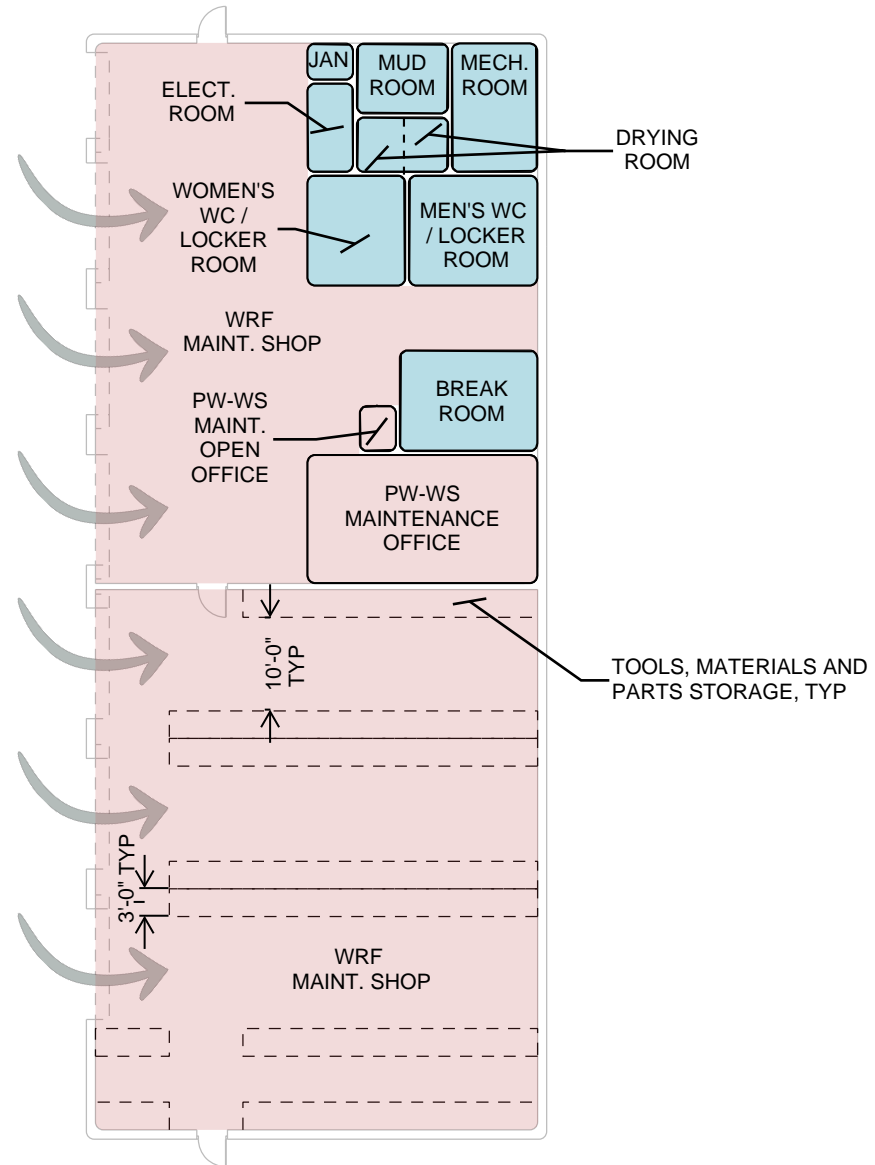 JAN
MUD
ROOM
MECH.
ROOM
ELECT.
ROOM
DRYING
ROOM
WOMEN'S
WC /
LOCKER
ROOM
MEN'S WC
/ LOCKER
ROOM
WRF
MAINT. SHOP
BREAK
ROOM
PW-WS
MAINT.
OPEN
OFFICE
PW-WS
MAINTENANCE
OFFICE
10'-0"
TYP
TOOLS, MATERIALS AND
PARTS STORAGE, TYP
3'-0" TYP
WRF
MAINT. SHOP